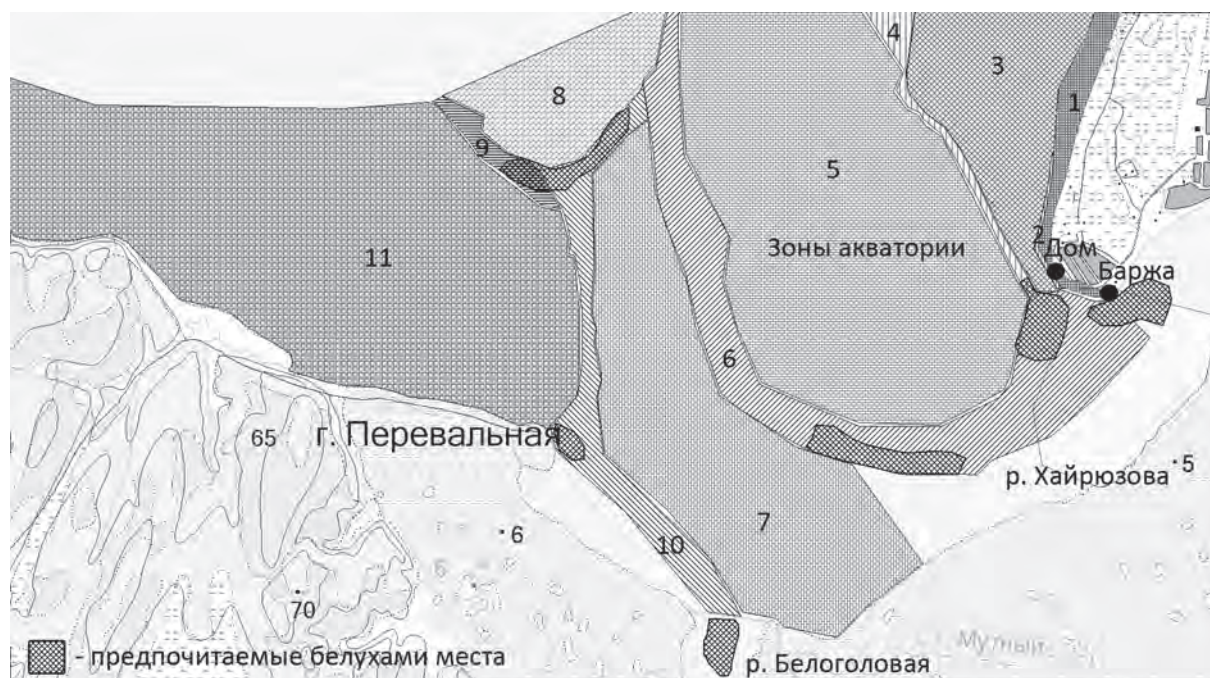 4
3
8
1
9
5
2
Зоны акватории
Дом
11
Баржа
6
65
г. Перевальная
5
р. Хайрюзова
7
6
10
70
Мутный
- предпочитаемые белухами места
р. Белоголовая